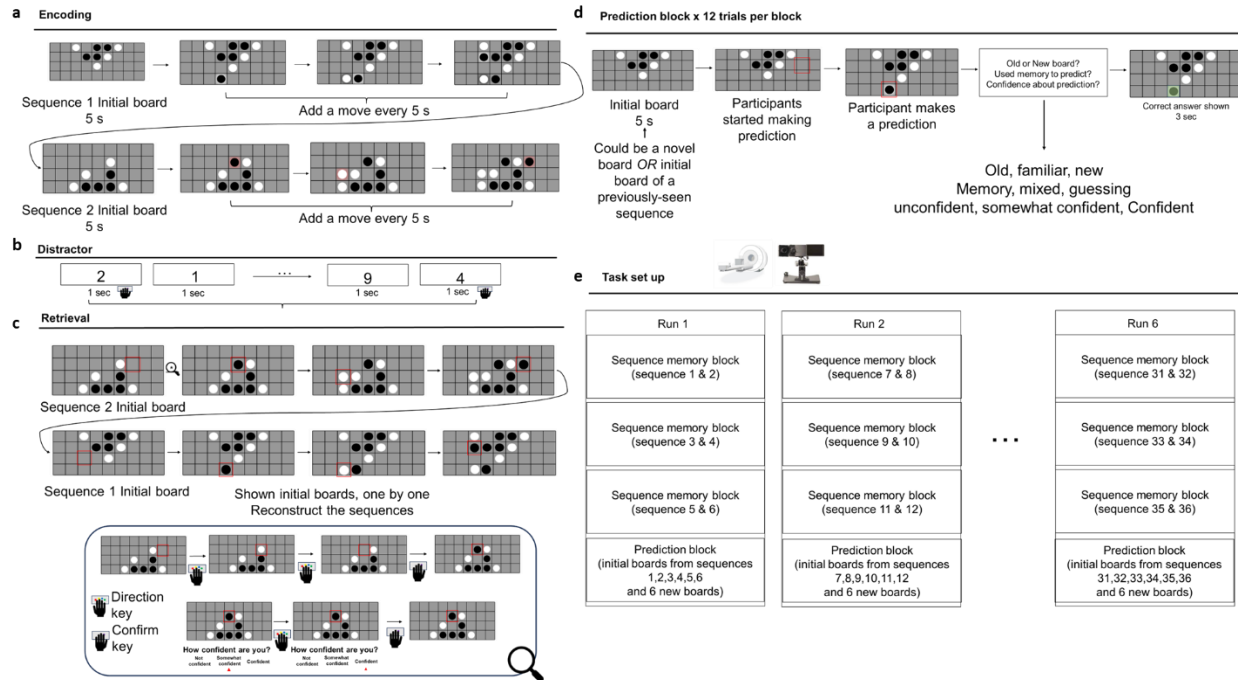 a Encoding
Sequence 1 Initial board
5 s
Add a move every 5 s
Sequence 2 Initial board
5 s
Add a move every 5 s
b Distractor
2 1 ... 9 4
1 sec 1 sec 1 sec 1 sec
c Retrieval
Sequence 2 Initial board
Sequence 1 Initial board
Shown initial boards, one by one
Reconstruct the sequences
Direction
key
Confirm
key
How confident are you? How confident are you?
Not confident Somewhat confident Confident Not confident Somewhat confident Confident
d Prediction block x 12 trials per block
Initial board
5 s
Could be a novel
board OR initial
board of a
previously-seen
sequence
Participants
started making
prediction
Participant makes
a prediction
Old or New board?
Used memory to predict?
Confidence about prediction?
Correct answer shown
3 sec
Old, familiar, new
Memory, mixed, guessing
unconfident, somewhat confident, Confident
e Task set up
Run 1
Sequence memory block
(sequence 1 & 2)
Sequence memory block
(sequence 3 & 4)
Sequence memory block
(sequence 5 & 6)
Prediction block
(initial boards from sequences
1,2,3,4,5,6
and 6 new boards)
Run 2
Sequence memory block
(sequence 7 & 8)
Sequence memory block
(sequence 9 & 10)
Sequence memory block
(sequence 11 & 12)
Prediction block
(initial boards from sequences
7,8,9,10,11,12
and 6 new boards)
...
Run 6
Sequence memory block
(sequence 31 & 32)
Sequence memory block
(sequence 33 & 34)
Sequence memory block
(sequence 35 & 36)
Prediction block
(initial boards from sequences
31,32,33,34,35,36
and 6 new boards)